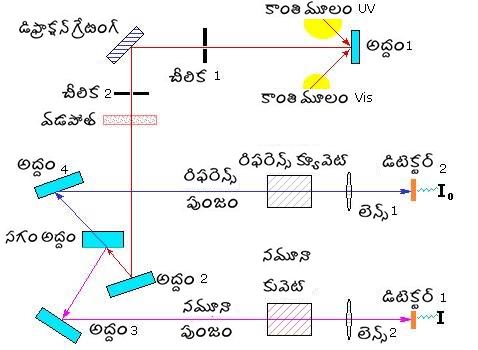 కాంతి మూలం UV
డిఫ్రాక్షన్ గ్రేటింగ్
అద్దం1
చీలిక 1
చీలిక 2
కాంతి మూలం Vis
వడపోత
అద్దం 4
రిఫరెన్స్ పుంజం
రిఫరెన్స్ క్యూవెట్
డిటెక్టర్ 2
I₀
లెన్స్1
సగం అద్దం
అద్దం 2
నమూనా కువెట్
డిటెక్టర్ 1
I
అద్దం3
నమూనా పుంజం
లెన్స్2